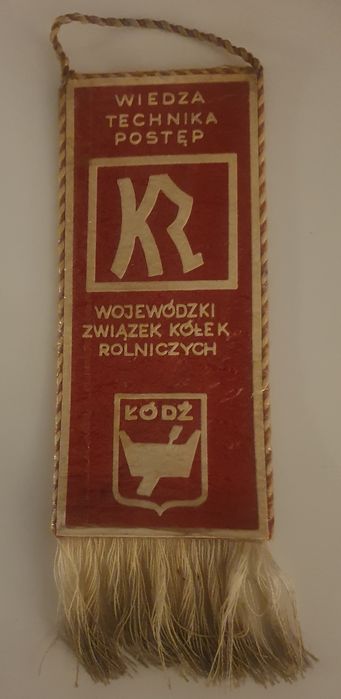 WIEDZA
TECHNIKA
POSTĘP
KR
WOJEWÓDZKI
ZWIĄZEK KÓŁEK
ROLNICZYCH
ŁÓDŹ